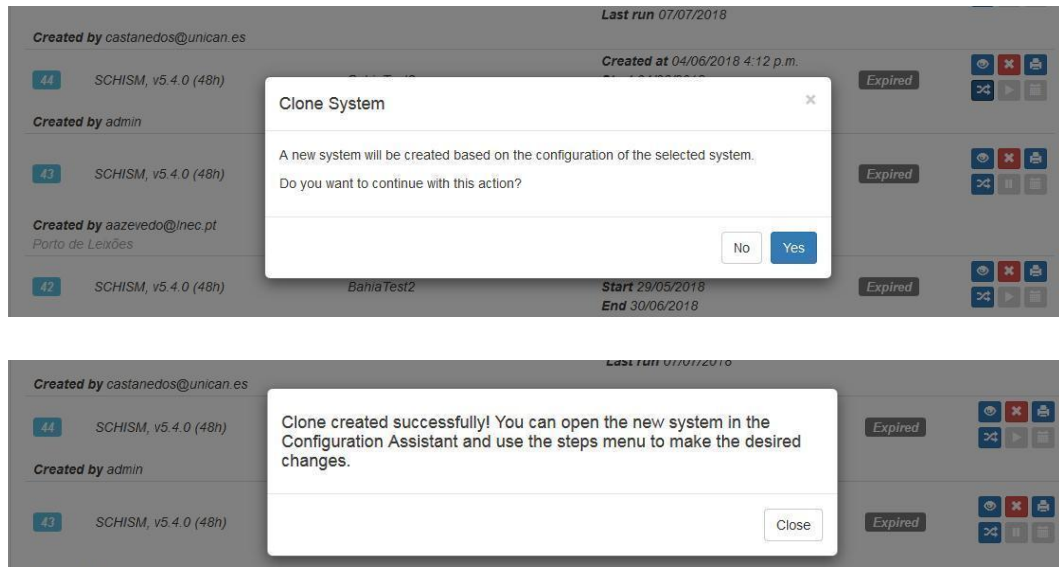 Last run 07/07/2018
Created by castanedos@unican.es
Created at 04/06/2018 4:12 p.m.
44 SCHISM, v5.4.0 (48h) Expired
Clone System ×
Created by admin
A new system will be created based on the configuration of the selected system.
43 SCHISM, v5.4.0 (48h) Expired
Do you want to continue with this action?
Created by aazevedo@lnec.pt
Porto de Leixões
No Yes
42 SCHISM, v5.4.0 (48h) BahiaTest2 Start 29/05/2018 Expired
End 30/06/2018
Last run 07/07/2018
Created by castanedos@unican.es
Clone created successfully! You can open the new system in the
44 SCHISM, v5.4.0 (48h) Expired
Configuration Assistant and use the steps menu to make the desired
changes.
Created by admin
43 SCHISM, v5.4.0 (48h) Close Expired